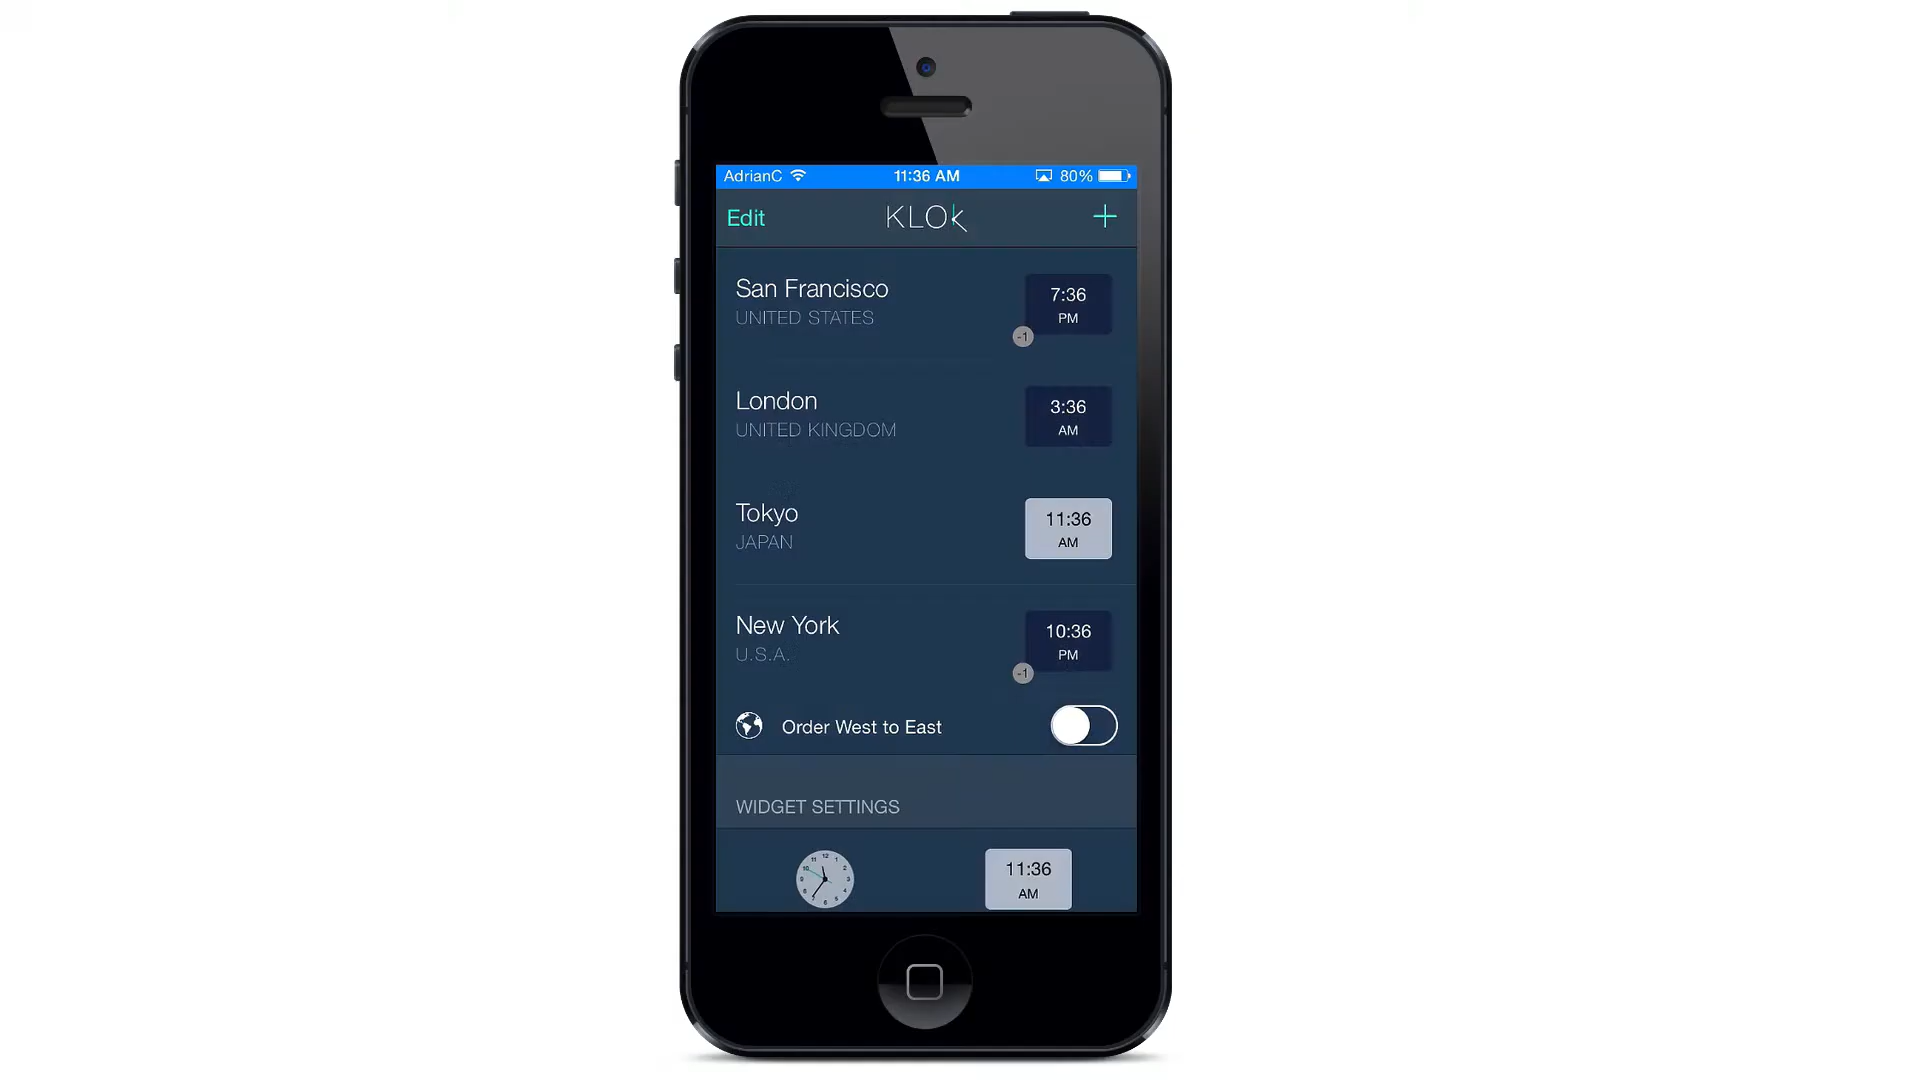 AdrianC 11:36 AM 80%
Edit KLOK +
San Francisco 7:36
UNITED STATES PM
-1
London 3:36
UNITED KINGDOM AM
Tokyo 11:36
JAPAN AM
New York 10:36
U.S.A. PM
-1
Order West to East
WIDGET SETTINGS
11:36
AM